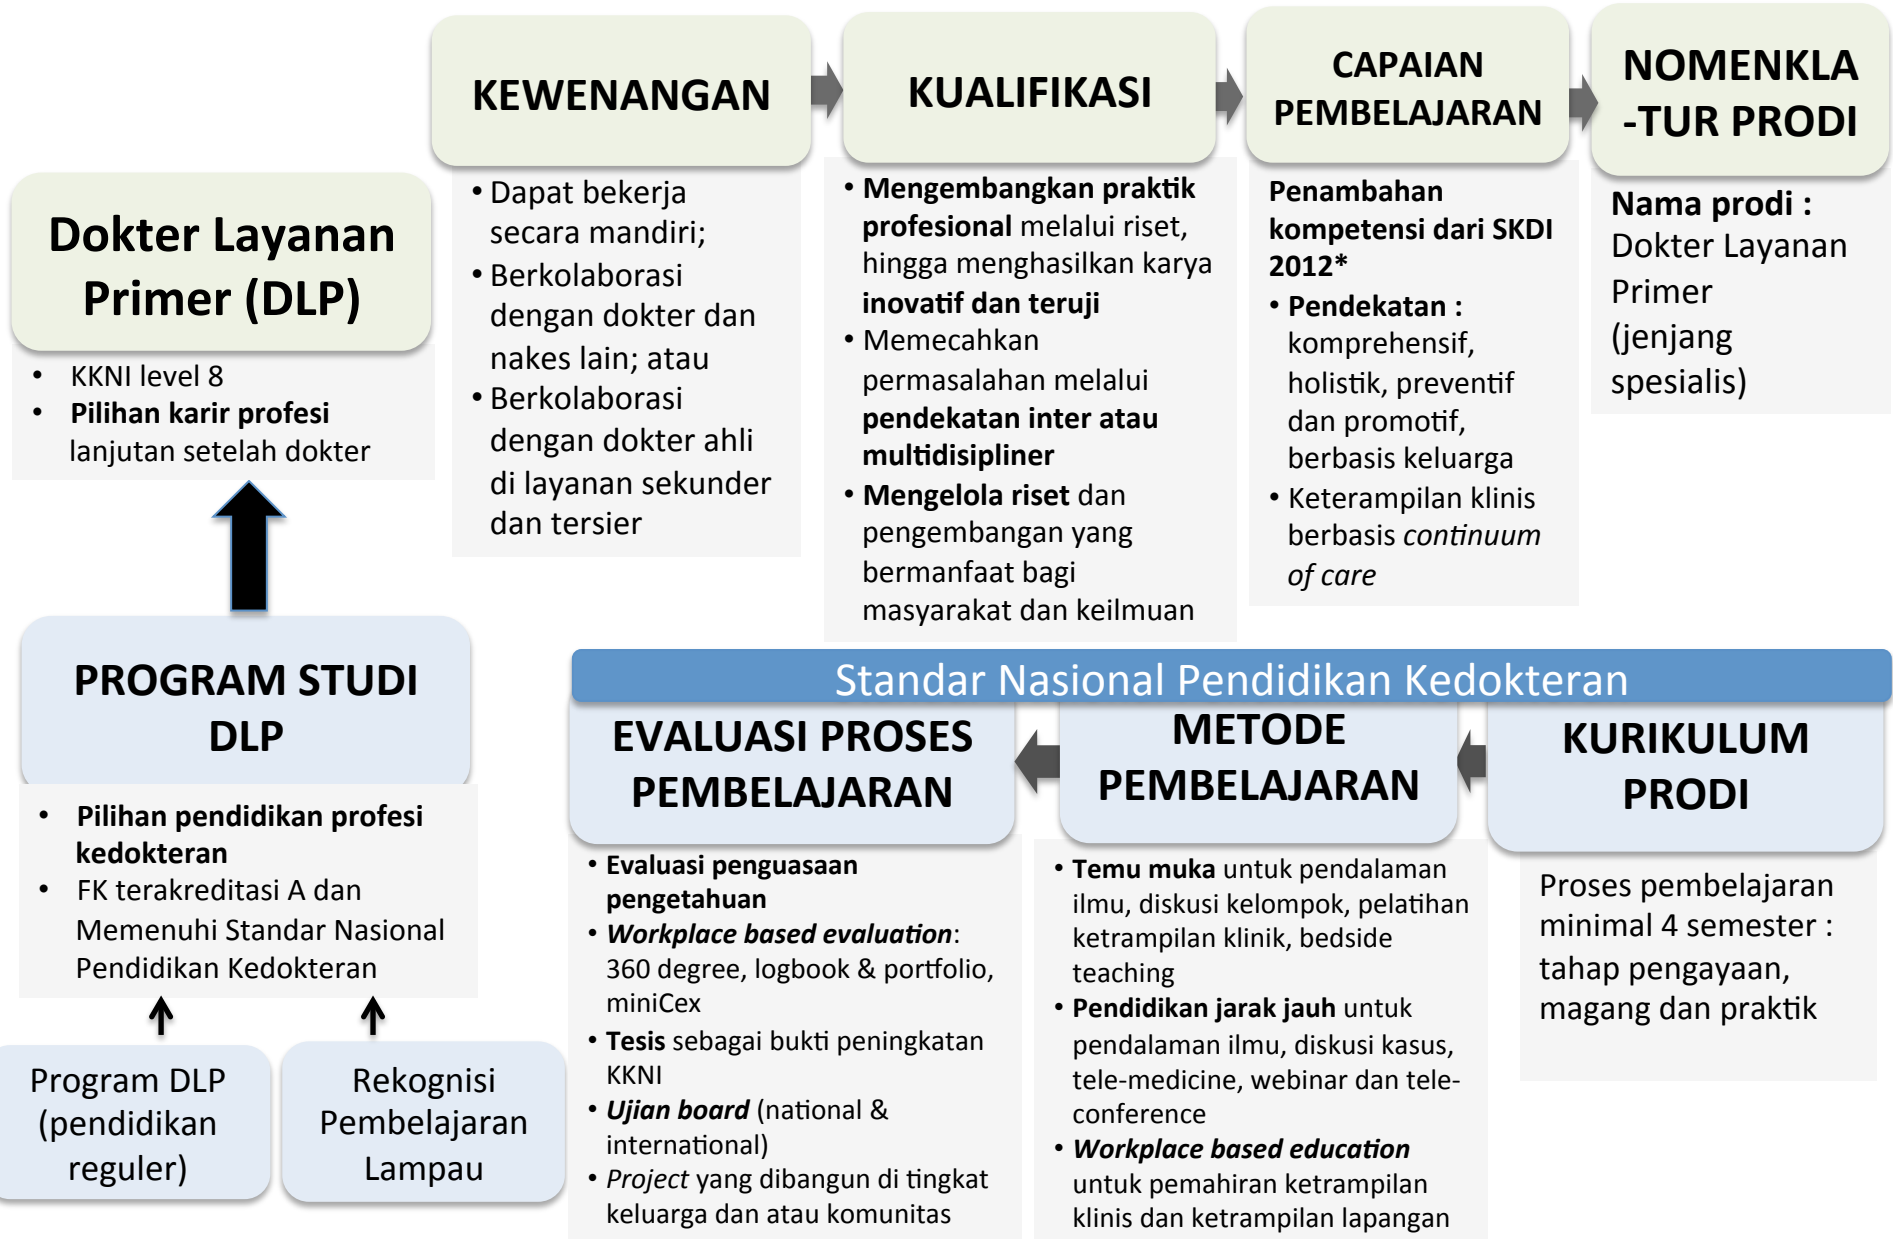 Dokter Layanan
Primer (DLP)
• KKNI level 8
• Pilihan karir profesi
lanjutan setelah dokter
KEWENANGAN
• Dapat bekerja
secara mandiri;
• Berkolaborasi
dengan dokter dan
nakes lain; atau
• Berkolaborasi
dengan dokter ahli
di layanan sekunder
dan tersier
KUALIFIKASI
• Mengembangkan praktik
profesional melalui riset,
hingga menghasilkan karya
inovatif dan teruji
• Memecahkan
permasalahan melalui
pendekatan inter atau
multidisipliner
• Mengelola riset dan
pengembangan yang
bermanfaat bagi
masyarakat dan keilmuan
CAPAIAN
PEMBELAJARAN
Penambahan
kompetensi dari SKDI
2012*
• Pendekatan :
komprehensif,
holistik, preventif
dan promotif,
berbasis keluarga
• Keterampilan klinis
berbasis continuum
of care
NOMENKLA
-TUR PRODI
Nama prodi :
Dokter Layanan
Primer
(jenjang
spesialis)
PROGRAM STUDI
DLP
• Pilihan pendidikan profesi
kedokteran
• FK terakreditasi A dan
Memenuhi Standar Nasional
Pendidikan Kedokteran
Program DLP
(pendidikan
reguler)
Rekognisi
Pembelajaran
Lampau
Standar Nasional Pendidikan Kedokteran
EVALUASI PROSES
PEMBELAJARAN
• Evaluasi penguasaan
pengetahuan
• Workplace based evaluation:
360 degree, logbook & portfolio,
miniCex
• Tesis sebagai bukti peningkatan
KKNI
• Ujian board (national &
international)
• Project yang dibangun di tingkat
keluarga dan atau komunitas
METODE
PEMBELAJARAN
• Temu muka untuk pendalaman
ilmu, diskusi kelompok, pelatihan
ketrampilan klinik, bedside
teaching
• Pendidikan jarak jauh untuk
pendalaman ilmu, diskusi kasus,
tele-medicine, webinar dan tele-
conference
• Workplace based education
untuk pemahiran ketrampilan
klinis dan ketrampilan lapangan
KURIKULUM
PRODI
Proses pembelajaran
minimal 4 semester :
tahap pengayaan,
magang dan praktik